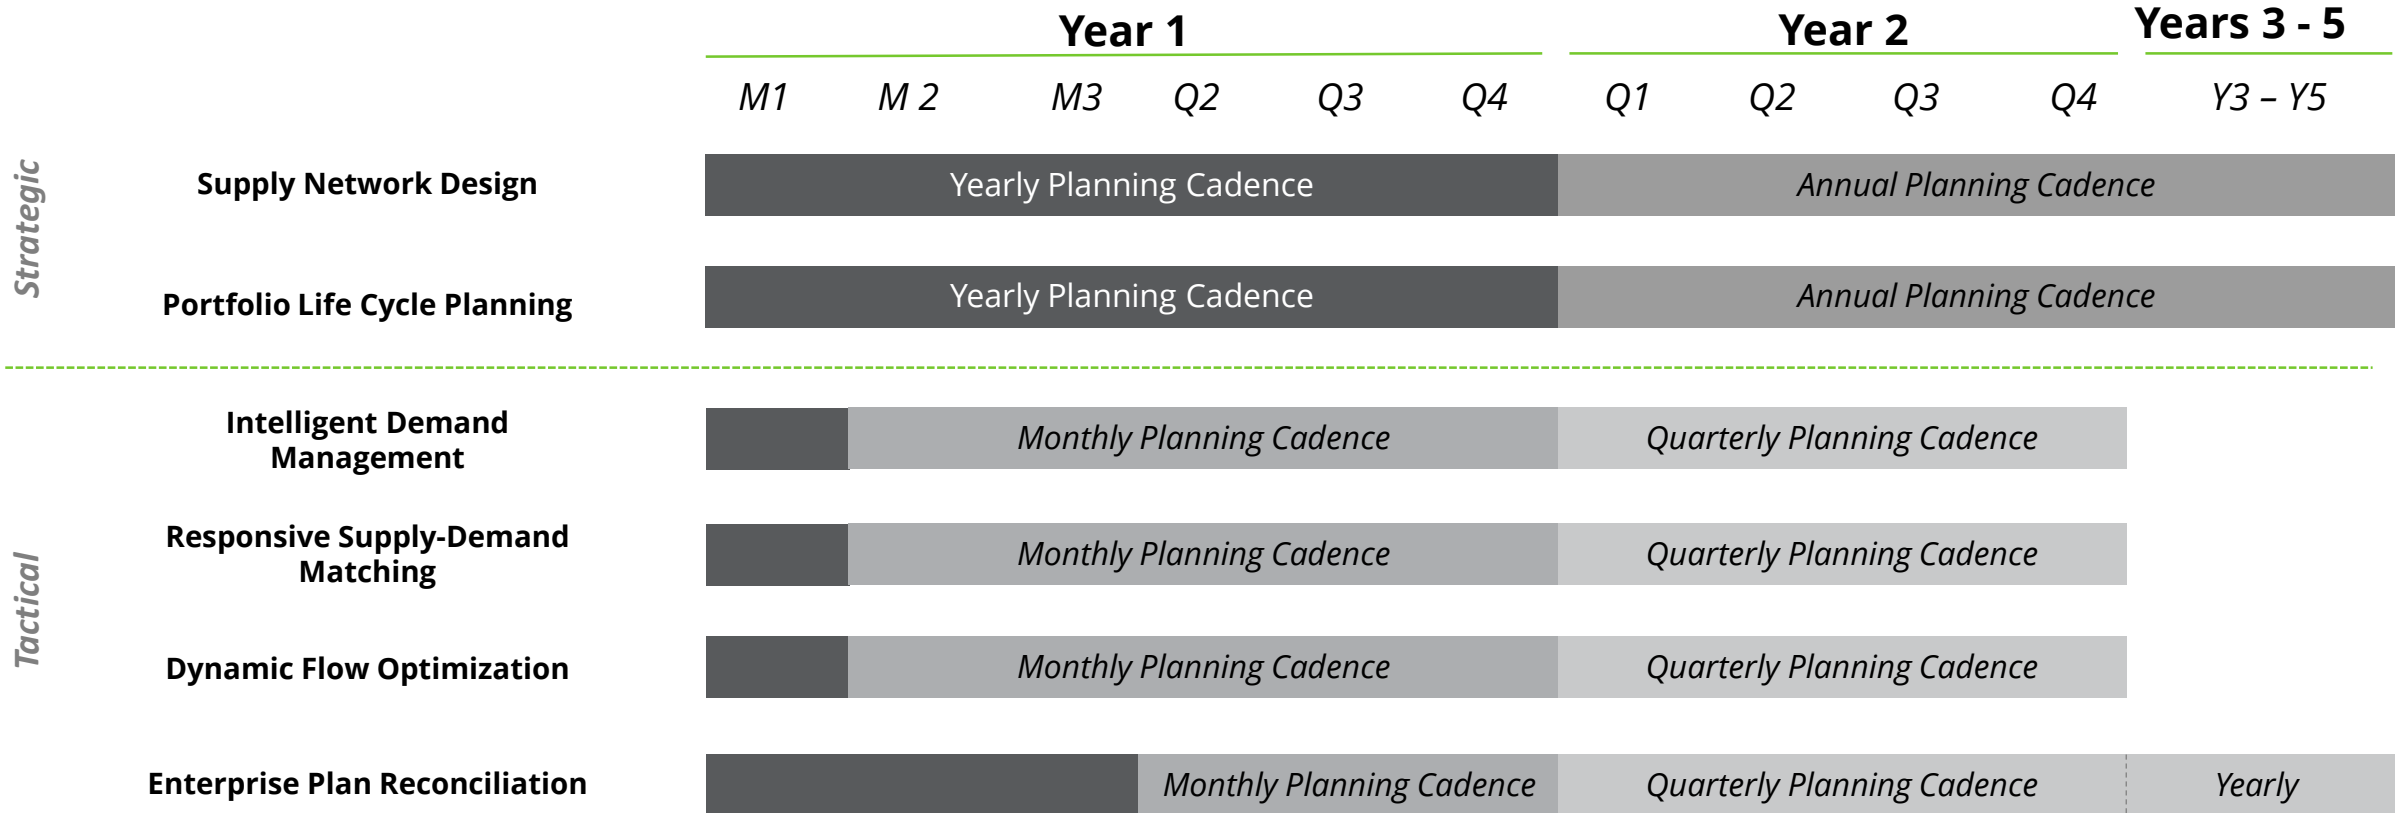 Year 1
Year 2
Years 3 - 5
M1
M 2
M3
Q2
Q3
Q4
Q1
Q2
Q3
Q4
Y3 – Y5
Strategic
Supply Network Design
Yearly Planning Cadence
Annual Planning Cadence
Portfolio Life Cycle Planning
Yearly Planning Cadence
Annual Planning Cadence
Tactical
Intelligent Demand
Management
Monthly Planning Cadence
Quarterly Planning Cadence
Responsive Supply-Demand
Matching
Monthly Planning Cadence
Quarterly Planning Cadence
Dynamic Flow Optimization
Monthly Planning Cadence
Quarterly Planning Cadence
Enterprise Plan Reconciliation
Monthly Planning Cadence
Quarterly Planning Cadence
Yearly